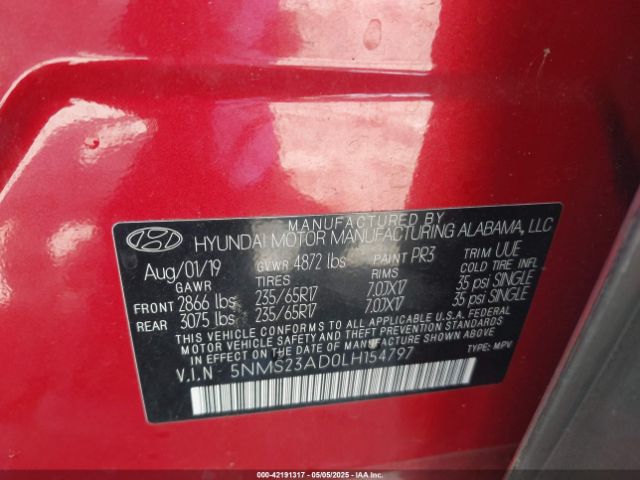 MANUFACTURED BY
HYUNDAI MOTOR MANUFACTURING ALABAMA, LLC
Aug/01/19 GVWR 4872 lbs PAINT PR3 TRIM UUE
GAWR TIRES RIMS COLD TIRE INFL
FRONT 2866 lbs 235/65R17 7.0JX17 35 psi SINGLE
REAR 3075 lbs 235/65R17 7.0JX17 35 psi SINGLE
THIS VEHICLE CONFORMS TO ALL APPLICABLE U.S.A. FEDERAL
MOTOR VEHICLE SAFETY, BUMPER, AND THEFT PREVENTION STANDARDS
IN EFFECT ON THE DATE OF MANUFACTURE SHOWN ABOVE.
V.I.N 5NMS23AD0LH154797 TYPE: MPV
000-42191317 - 05/05/2025 - IAAI.COM